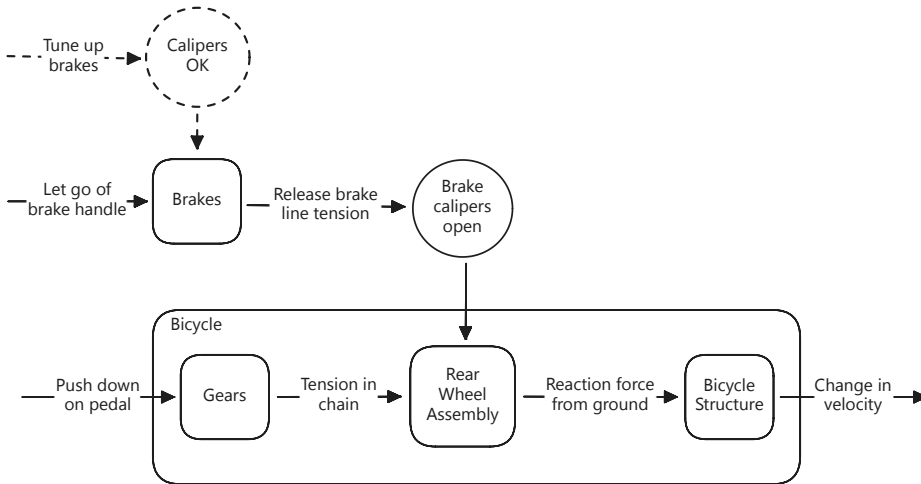 Tune up
brakes
Calipers
OK
Let go of
brake handle
Brakes
Release brake
line tension
Brake
calipers
open
Bicycle
Push down
on pedal
Gears
Tension in
chain
Rear
Wheel
Assembly
Reaction force
from ground
Bicycle
Structure
Change in
velocity